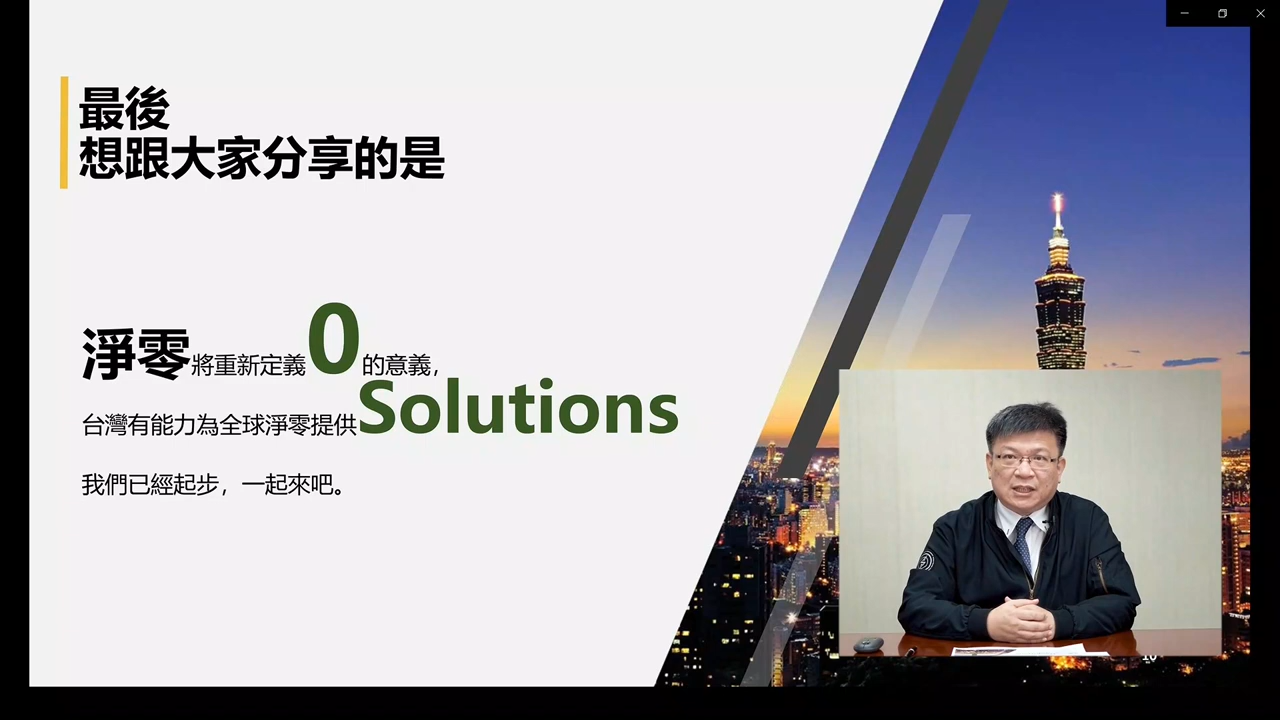 最後
想跟大家分享的是
淨零將重新定義0的意義，
台灣有能力為全球淨零提供Solutions
我們已經起步，一起來吧。